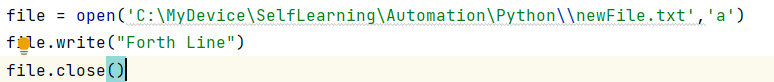 file = open('C:\MyDevice\SelfLearning\Automation\Python\\newFile.txt','a')
file.write("Forth Line")
file.close()